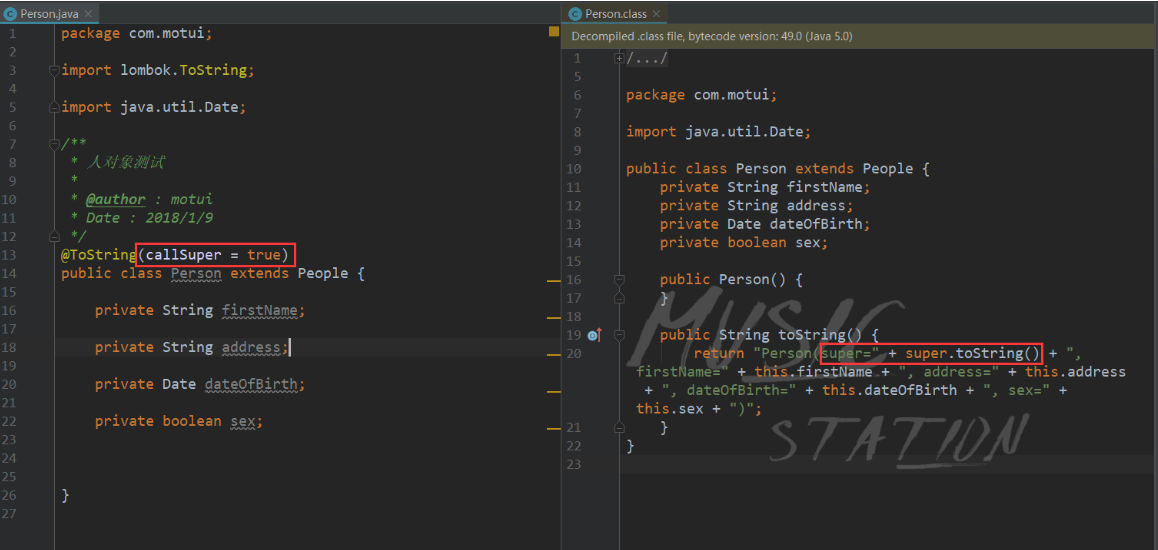 Person.java
1 package com.motui;
2
3 import lombok.ToString;
4
5 import java.util.Date;
6
7 /**
8 * 人对象测试
9 *
10 * @author : motui
11 * Date : 2018/1/9
12 */
13 @ToString(callSuper = true)
14 public class Person extends People {
15
16 private String firstName;
17
18 private String address;
19
20 private Date dateOfBirth;
21
22 private boolean sex;
23
24
25
26 }
27
Person.class
Decompiled .class file, bytecode version: 49.0 (Java 5.0)
1 /.../
5
6 package com.motui;
7
8 import java.util.Date;
9
10 public class Person extends People {
11 private String firstName;
12 private String address;
13 private Date dateOfBirth;
14 private boolean sex;
15
16 public Person() {
17 }
18
19 public String toString() {
20 return "Person(super=" + super.toString() + ",
firstName=" + this.firstName + ", address=" + this.address
+ ", dateOfBirth=" + this.dateOfBirth + ", sex=" +
this.sex + ")";
21 }
22 }
23
MUSIC
STATION